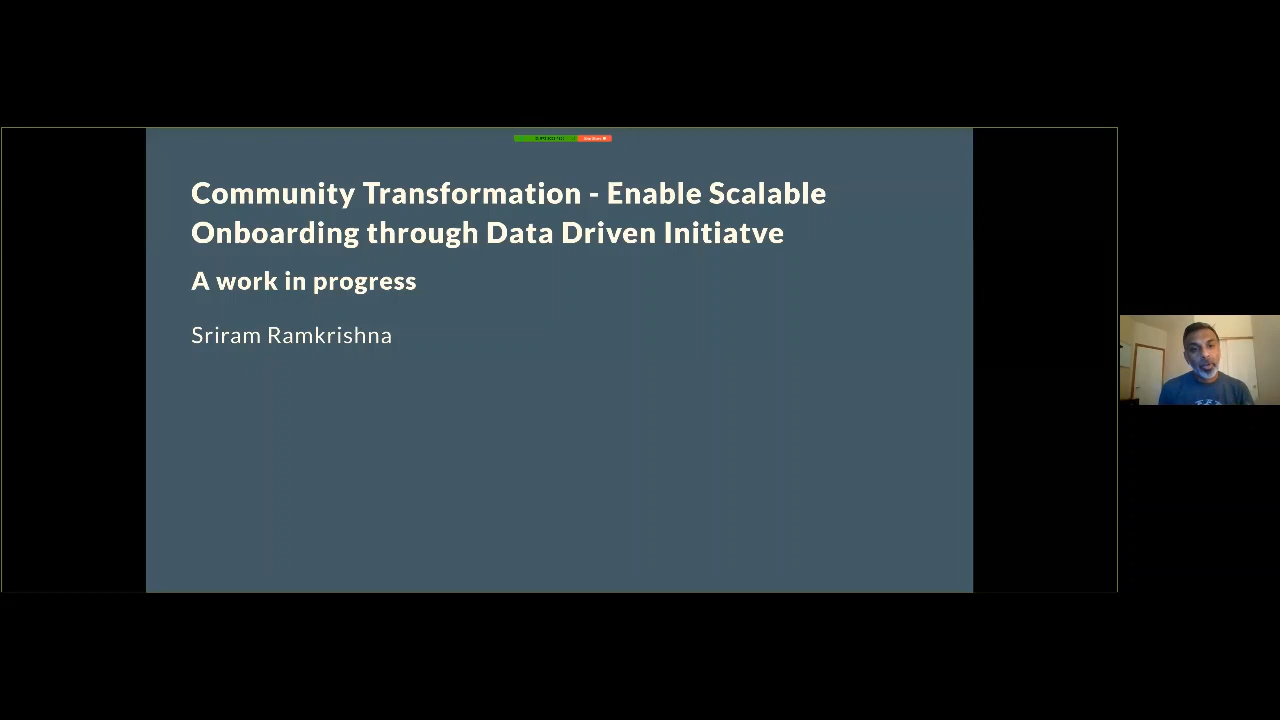 Community Transformation - Enable Scalable
Onboarding through Data Driven Initiatve
A work in progress
Sriram Ramkrishna